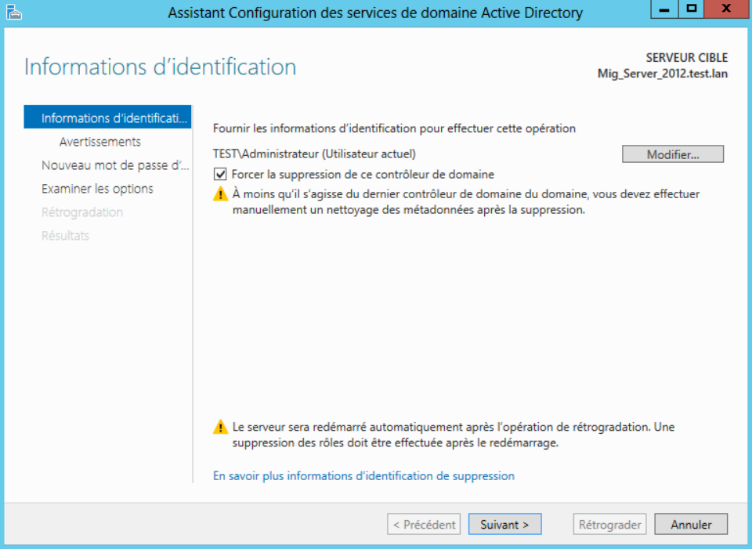 Assistant Configuration des services de domaine Active Directory
Informations d'identification
SERVEUR CIBLE
Mig_Server_2012.test.lan
Informations d'identificati...
Avertissements
Nouveau mot de passe d'...
Examiner les options
Rétrogradation
Résultats
Fournir les informations d'identification pour effectuer cette opération
TEST\Administrateur (Utilisateur actuel)
Modifier...
Forcer la suppression de ce contrôleur de domaine
À moins qu'il s'agisse du dernier contrôleur de domaine du domaine, vous devez effectuer
manuellement un nettoyage des métadonnées après la suppression.
Le serveur sera redémarré automatiquement après l'opération de rétrogradation. Une
suppression des rôles doit être effectuée après le redémarrage.
En savoir plus informations d'identification de suppression
< Précédent
Suivant >
Rétrograder
Annuler